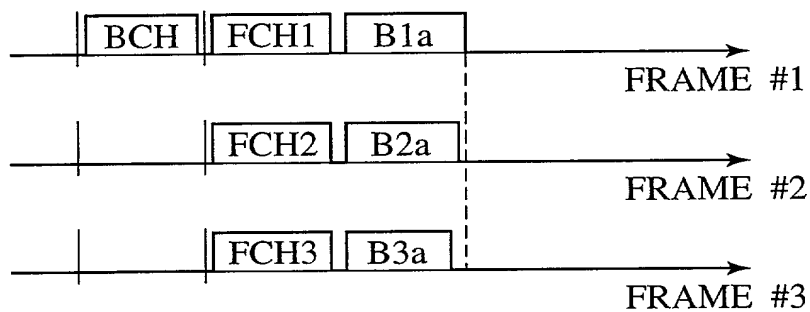 BCH FCH1 B1a
FRAME #1
FCH2 B2a
FRAME #2
FCH3 B3a
FRAME #3